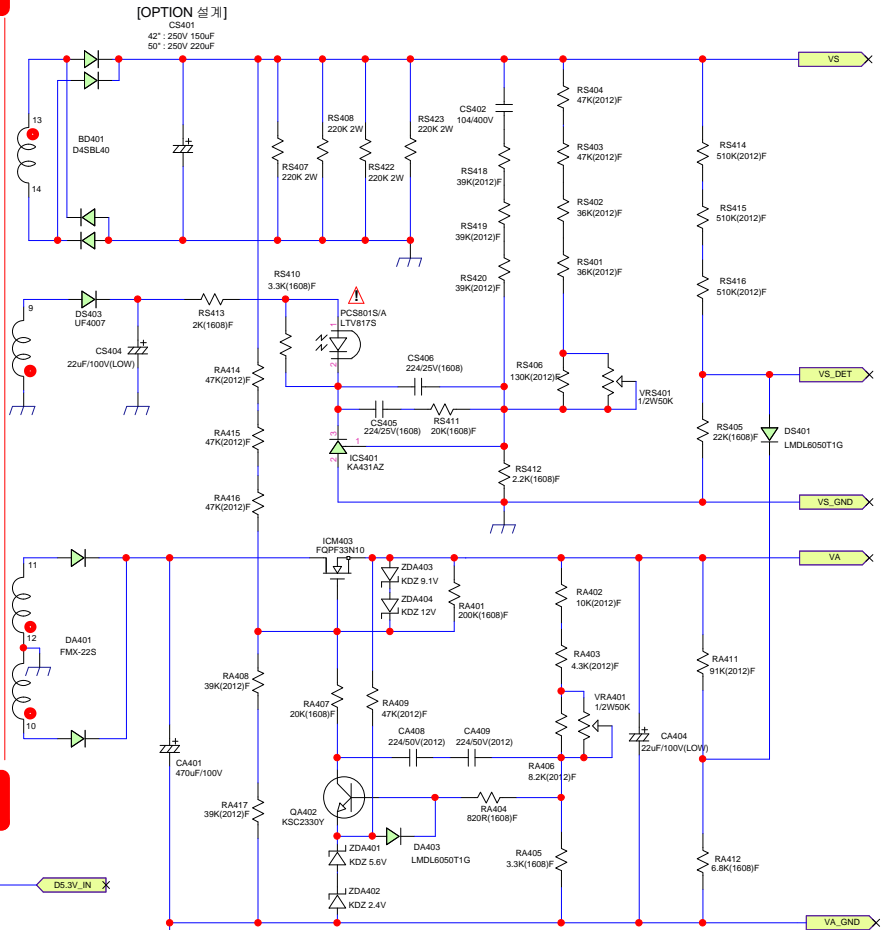 [OPTION 설계]
CS401
42" : 250V 150uF
50" : 250V 220uF
VS
13
14
BD401
D4SBL40
RS407
220K 2W
RS408
220K 2W
RS422
220K 2W
RS423
220K 2W
CS402
104/400V
RS418
39K(2012)F
RS419
39K(2012)F
RS420
39K(2012)F
RS404
47K(2012)F
RS403
47K(2012)F
RS402
36K(2012)F
RS401
36K(2012)F
RS414
510K(2012)F
RS415
510K(2012)F
RS416
510K(2012)F
9
DS403
UF4007
CS404
22uF/100V(LOW)
RS413
2K(1608)F
RS410
3.3K(1608)F
PCS801S/A
LTV817S
1
2
CS406
224/25V(1608)
CS405
224/25V(1608)
RS411
20K(1608)F
RS406
130K(2012)F
VRS401
1/2W50K
VS_DET
RS405
22K(1608)F
DS401
LMDL6050T1G
3
1
2
ICS401
KA431AZ
RS412
2.2K(1608)F
VS_GND
RA414
47K(2012)F
RA415
47K(2012)F
RA416
47K(2012)F
ICM403
FQPF33N10
VA
11
12
10
DA401
FMX-22S
ZDA403
KDZ 9.1V
ZDA404
KDZ 12V
RA401
200K(1608)F
RA402
10K(2012)F
RA403
4.3K(2012)F
RA408
39K(2012)F
RA407
20K(1608)F
RA409
47K(2012)F
CA408
224/50V(2012)
CA409
224/50V(2012)
VRA401
1/2W50K
RA406
8.2K(2012)F
CA404
22uF/100V(LOW)
RA411
91K(2012)F
CA401
470uF/100V
RA417
39K(2012)F
QA402
KSC2330Y
RA404
820R(1608)F
DA403
LMDL6050T1G
RA405
3.3K(1608)F
RA412
6.8K(1608)F
ZDA401
KDZ 5.6V
ZDA402
KDZ 2.4V
D5.3V_IN
VA_GND